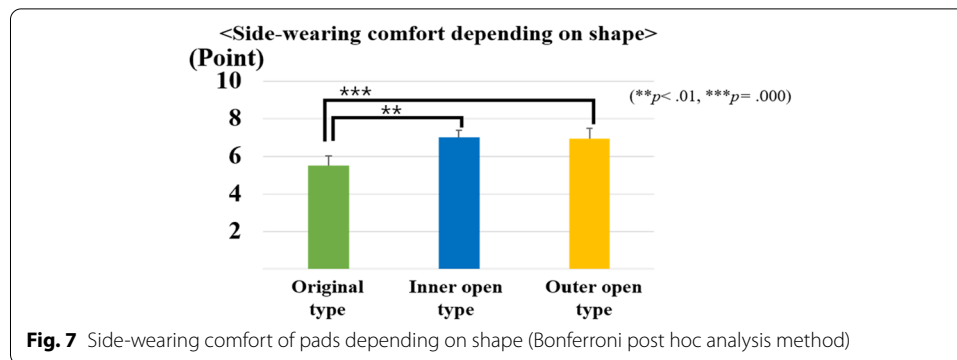 <Side-wearing comfort depending on shape>
(Point)
10
***
(**p< .01, ***p= .000)
**
8
6
4
2
Original type
Inner open type
Outer open type
Fig. 7 Side-wearing comfort of pads depending on shape (Bonferroni post hoc analysis method)